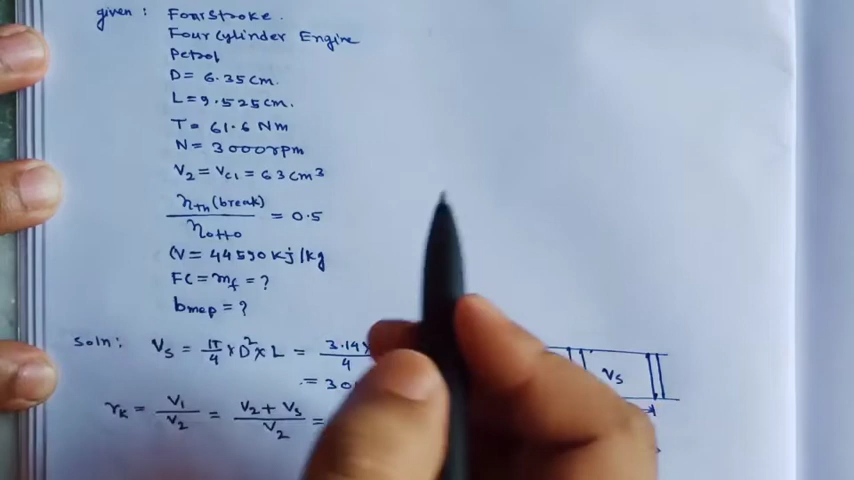 given : Four Stroke.
Four Cylinder Engine
Petrol
D = 6.35 cm.
L = 9.525 cm.
T = 61.6 Nm
N = 3000 rpm
V2 = Vc1 = 63 cm³
ηth (break) / ηotto = 0.5
CV = 44590 kj/kg
FC = mf = ?
bmep = ?
Soln: Vs = π/4 × D² × L = 3.14 / 4
= 30
Vs
rk = V1/V2 = V2 + Vs / V2 =